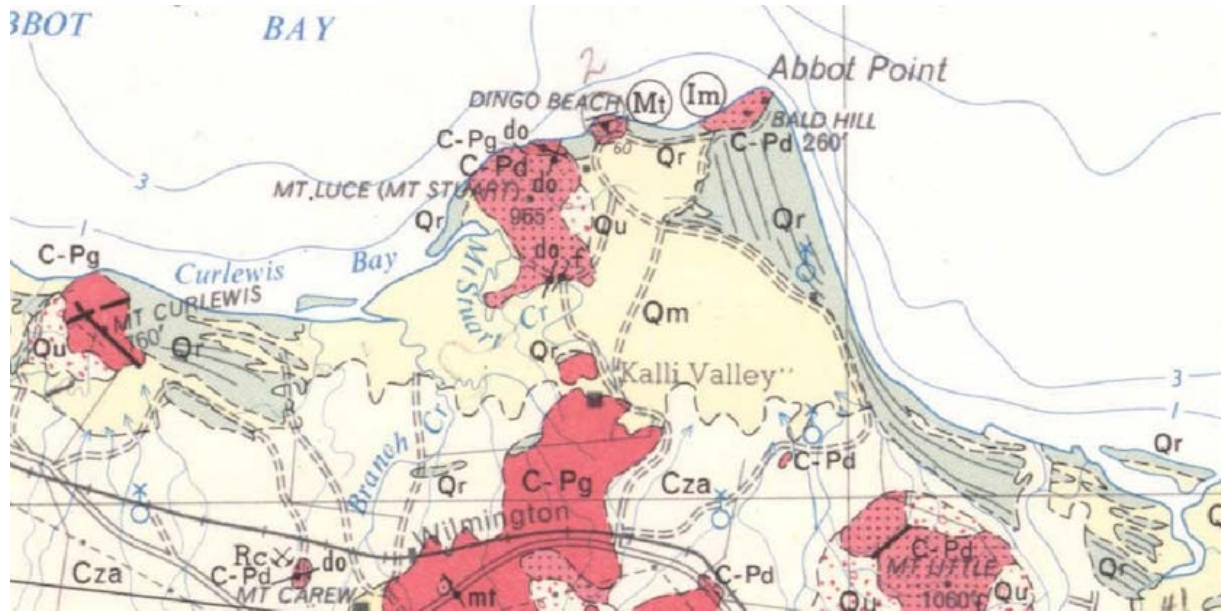 BBOT BAY
2
Abbot Point
DINGO BEACH
Mt
Im
BALD HILL
C-Pd 260'
C-Pg
do
60
Qr
C-Pd
3
MT. LUCE (MT STUART)
do
965
Qr
Qu
Qr
C-Pg
Curlewis Bay
1
do
f
MT CURLEWIS
60'
Mt Stuart Cr
Qm
Qu
Qr
Qr
Kalli Valley
3
1
Branch Cr
Qr
C-Pd
Qr
C-Pg
Cza
Qr
Wilmington
Rc
do
C-Pd
Cza
MT CAREW
mt
C-Pd
C-Pd
MT LITTLE
1060'
Qu
Qu
Qr